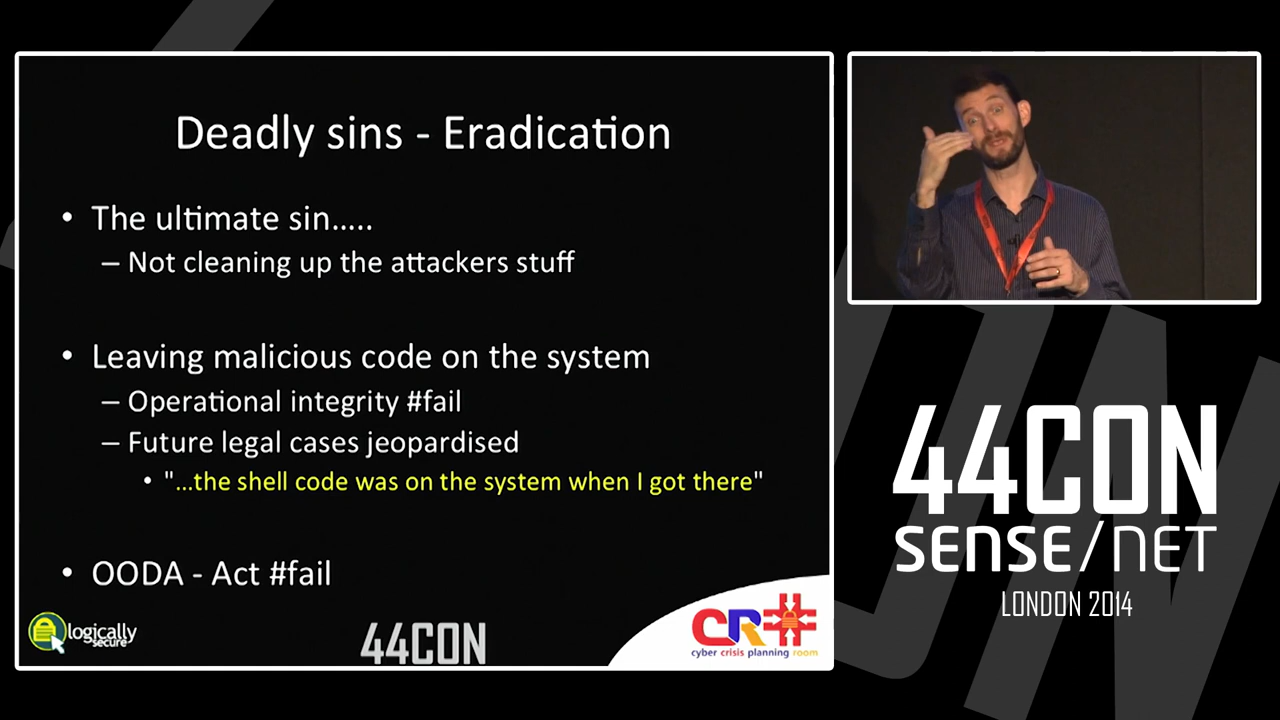 Deadly sins - Eradication
• The ultimate sin…..
– Not cleaning up the attackers stuff
• Leaving malicious code on the system
– Operational integrity #fail
– Future legal cases jeopardised
• "…the shell code was on the system when I got there"
• OODA - Act #fail
logically
secure
44CON
CR
cyber crisis planning room
44CON
SENSE/NET
LONDON 2014